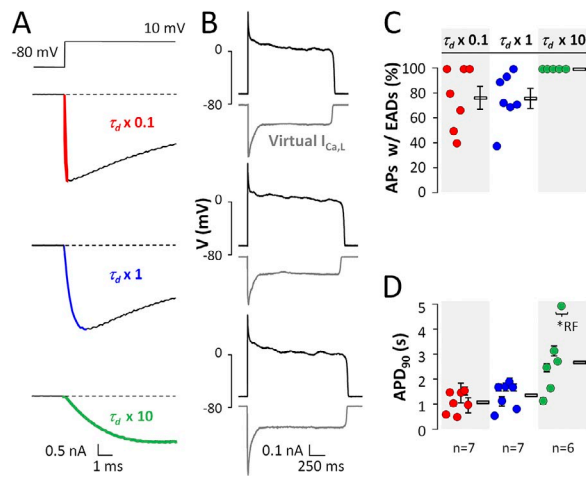 A
10 mV
-80 mV
τd x 0.1
τd x 1
τd x 10
0.5 nA
1 ms
B
0
-80
Virtual ICa,L
0
-80
0
-80
V (mV)
0.1 nA
250 ms
C
τd x 0.1 τd x 1 τd x 10
APs w/ EADs (%)
100
80
60
40
20
0
D
APD90 (s)
5
4
3
2
1
0
*RF
n=7 n=7 n=6